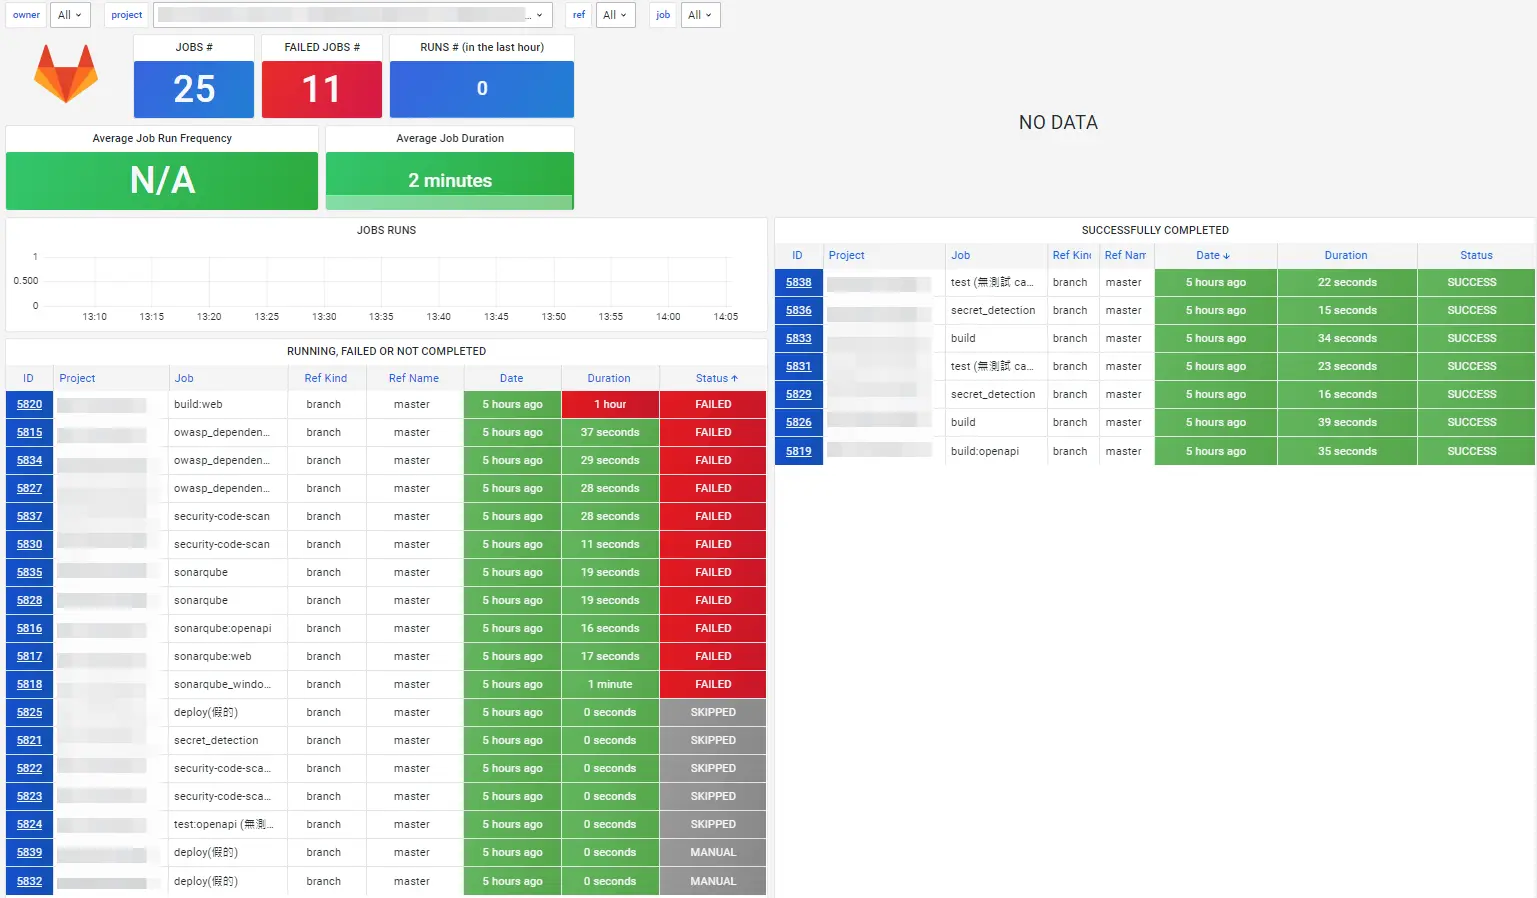 owner All project ... ref All job All
JOBS # FAILED JOBS # RUNS # (in the last hour)
25 11 0
NO DATA
Average Job Run Frequency Average Job Duration
N/A 2 minutes
JOBS RUNS
1
0.500
0
13:10 13:15 13:20 13:25 13:30 13:35 13:40 13:45 13:50 13:55 14:00 14:05
RUNNING, FAILED OR NOT COMPLETED
ID Project Job Ref Kind Ref Name Date Duration Status
5820 build:web branch master 5 hours ago 1 hour FAILED
5815 owasp_dependen... branch master 5 hours ago 37 seconds FAILED
5834 owasp_dependen... branch master 5 hours ago 29 seconds FAILED
5827 owasp_dependen... branch master 5 hours ago 28 seconds FAILED
5837 security-code-scan branch master 5 hours ago 28 seconds FAILED
5830 security-code-scan branch master 5 hours ago 11 seconds FAILED
5835 sonarqube branch master 5 hours ago 19 seconds FAILED
5828 sonarqube branch master 5 hours ago 19 seconds FAILED
5816 sonarqube:openapi branch master 5 hours ago 16 seconds FAILED
5817 sonarqube:web branch master 5 hours ago 17 seconds FAILED
5818 sonarqube_windo... branch master 5 hours ago 1 minute FAILED
5825 deploy(假的) branch master 5 hours ago 0 seconds SKIPPED
5821 secret_detection branch master 5 hours ago 0 seconds SKIPPED
5822 security-code-sca... branch master 5 hours ago 0 seconds SKIPPED
5823 security-code-sca... branch master 5 hours ago 0 seconds SKIPPED
5824 test:openapi (無測... branch master 5 hours ago 0 seconds SKIPPED
5839 deploy(假的) branch master 5 hours ago 0 seconds MANUAL
5832 deploy(假的) branch master 5 hours ago 0 seconds MANUAL
SUCCESSFULLY COMPLETED
ID Project Job Ref Kin Ref Nam Date Duration Status
5838 test (無測試 ca... branch master 5 hours ago 22 seconds SUCCESS
5836 secret_detection branch master 5 hours ago 15 seconds SUCCESS
5833 build branch master 5 hours ago 34 seconds SUCCESS
5831 test (無測試 ca... branch master 5 hours ago 23 seconds SUCCESS
5829 secret_detection branch master 5 hours ago 16 seconds SUCCESS
5826 build branch master 5 hours ago 39 seconds SUCCESS
5819 build:openapi branch master 5 hours ago 35 seconds SUCCESS